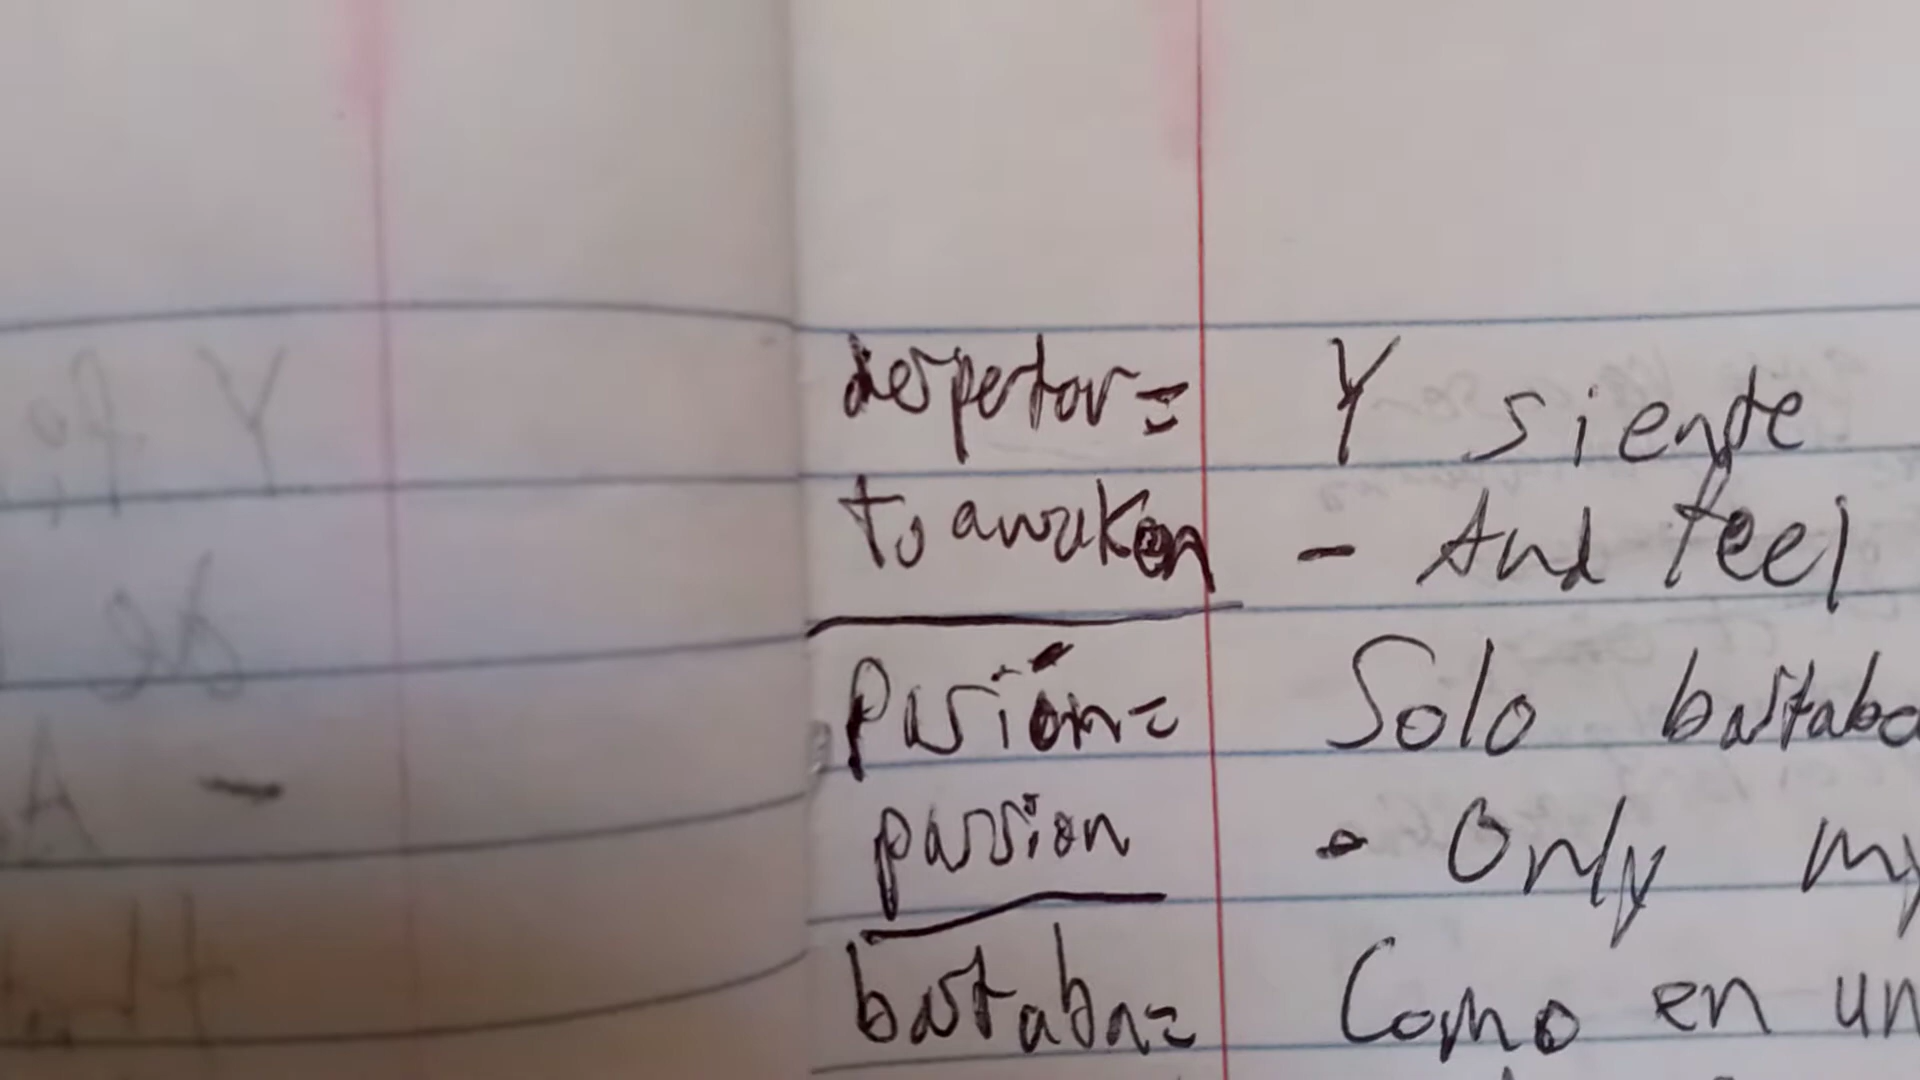 despertar= Y siente
to awaken - And feel
Pasión= Solo bastaba
passion - Only my
bastaba= Como en un